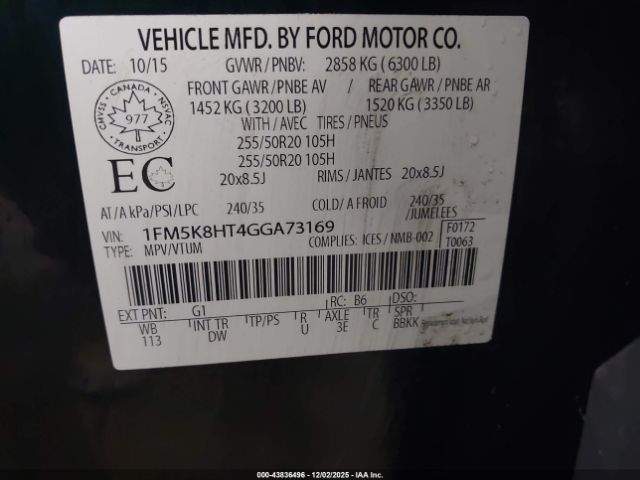 VEHICLE MFD. BY FORD MOTOR CO.
DATE: 10/15 GVWR / PNBV: 2858 KG (6300 LB)
FRONT GAWR / PNBE AV / REAR GAWR / PNBE AR
1452 KG (3200 LB) 1520 KG (3350 LB)
WITH / AVEC TIRES / PNEUS
255/50R20 105H
255/50R20 105H
20x8.5J RIMS / JANTES 20x8.5J
CMVSS CANADA NSVAC
977
TRANSPORT
EC
AT/A kPa/PSI/LPC 240/35 COLD/ A FROID 240/35
/JUMELEES
VIN: 1FM5K8HT4GGA73169
TYPE: MPV/VTUM COMPLIES: ICES / NMB-002
F0172
T0063
EXT PNT: G1 RC: B6 DSO:
WB INT TR TP/PS R AXLE TR SPR
113 DW U 3E C BBKK
000-43836496 - 12/02/2025 - IAA Inc.